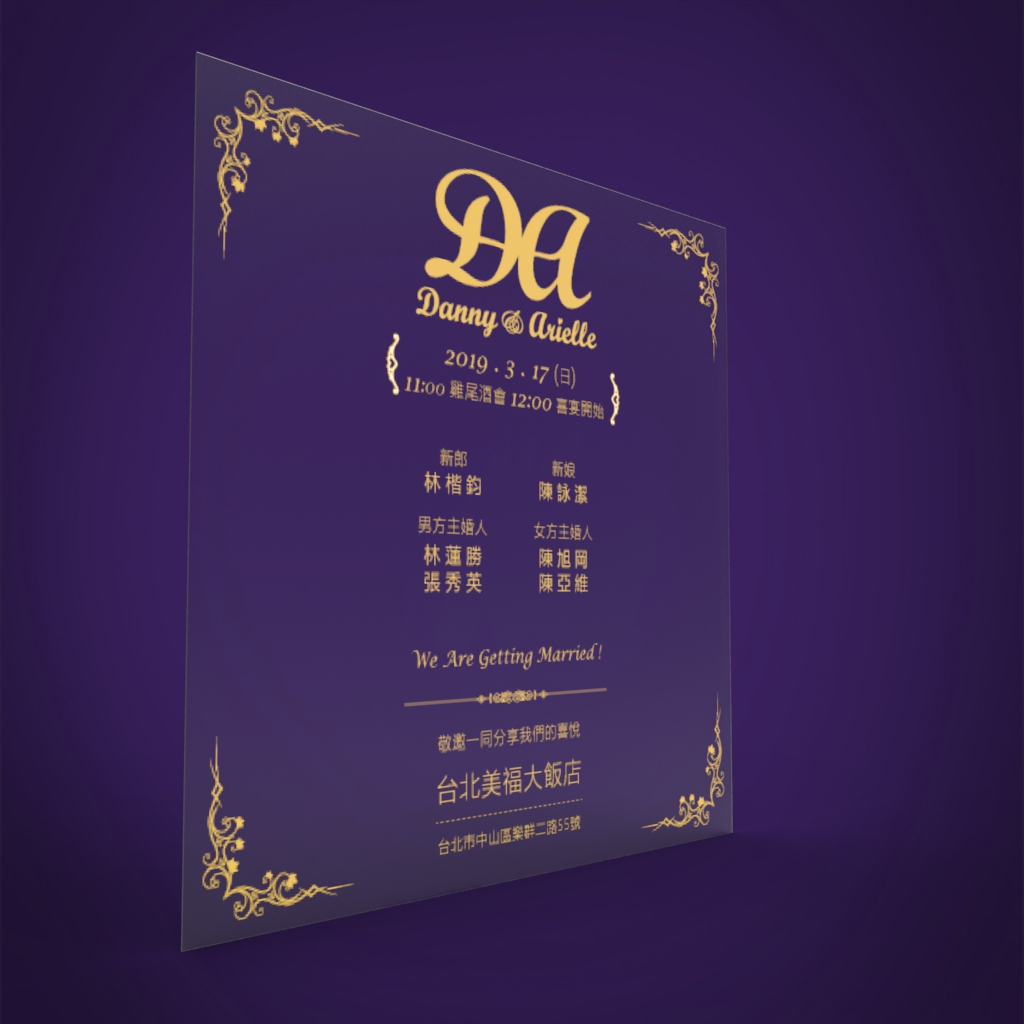 DA
Danny & Arielle
2019 . 3 . 17 (日)
11:00 雞尾酒會 12:00 喜宴開始
新郎 新娘
林楷鈞 陳詠潔
男方主婚人 女方主婚人
林蓮勝 陳旭岡
張秀英 陳亞維
We Are Getting Married !
敬邀一同分享我們的喜悅
台北美福大飯店
台北市中山區樂群二路55號